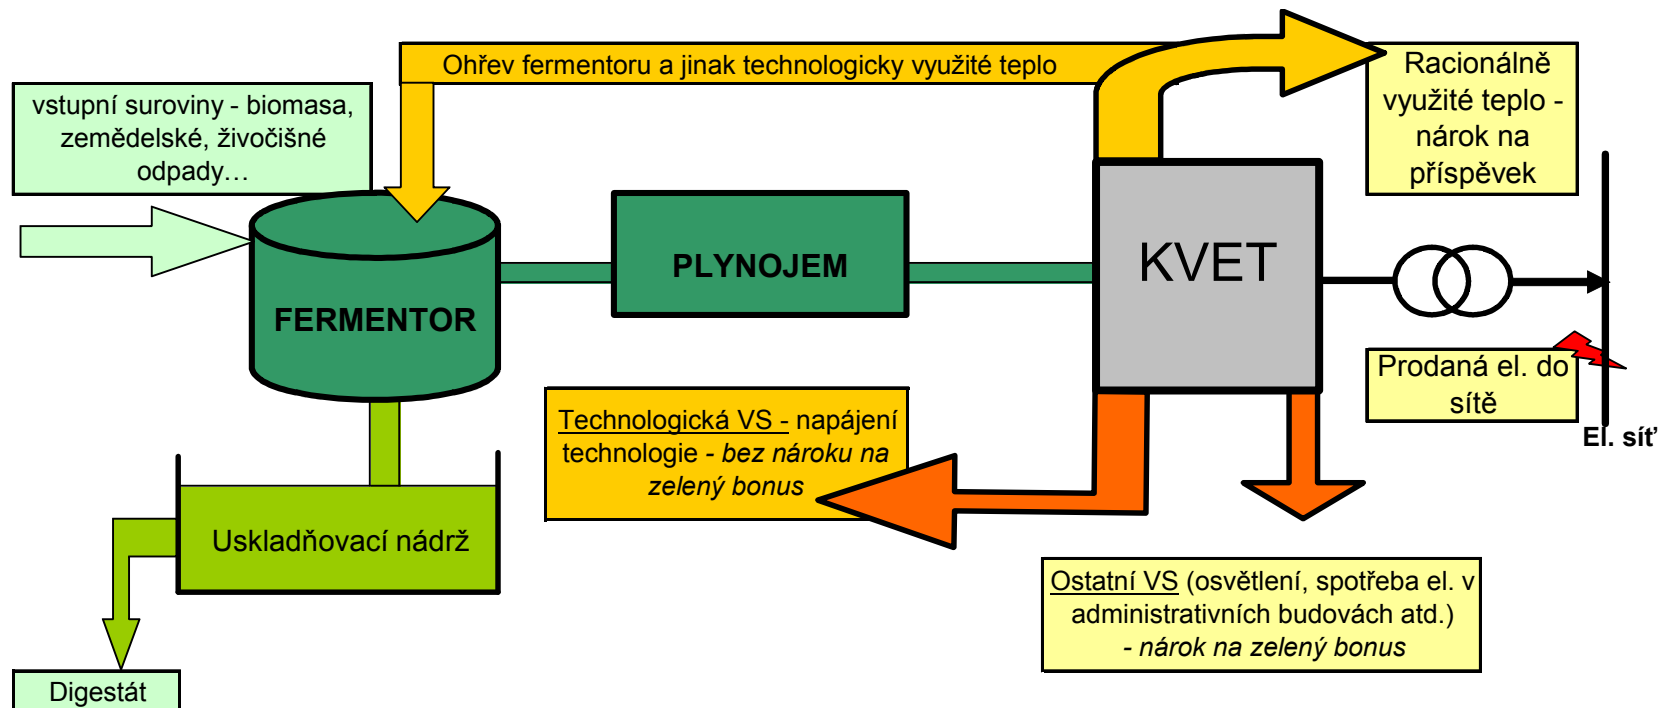 Ohřev fermentoru a jinak technologicky využité teplo
Racionálně
využité teplo -
nárok na
příspěvek
vstupní suroviny - biomasa,
zemědelské, živočišné
odpady…
FERMENTOR
PLYNOJEM
KVET
Prodaná el. do
sítě
El. síť
Technologická VS - napájení
technologie - bez nároku na
zelený bonus
Uskladňovací nádrž
Ostatní VS (osvětlení, spotřeba el. v
administrativních budovách atd.)
- nárok na zelený bonus
Digestát